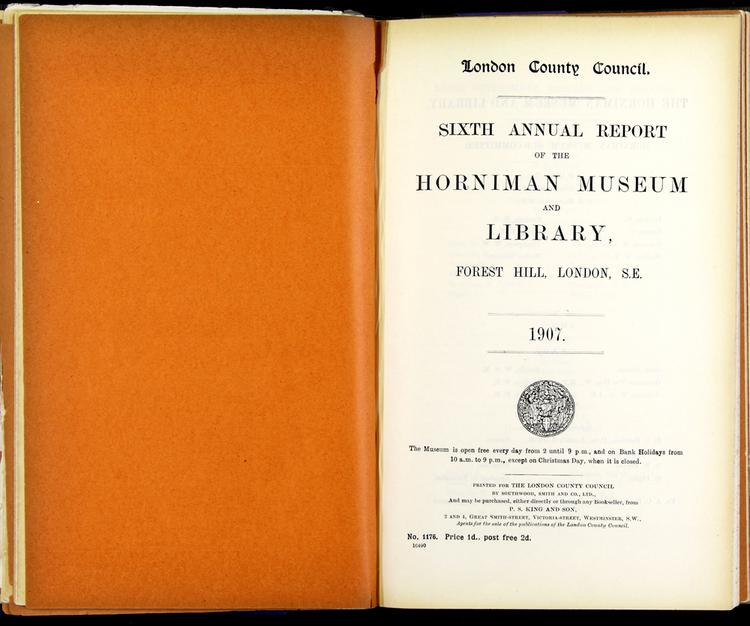 London County Council.
SIXTH ANNUAL REPORT
OF THE
HORNIMAN MUSEUM
AND
LIBRARY,
FOREST HILL, LONDON, S.E.
1907.
The Museum is open free every day from 2 until 9 p.m., and on Bank Holidays from
10 a.m. to 9 p.m., except on Christmas Day, when it is closed.
PRINTED FOR THE LONDON COUNTY COUNCIL
BY SOUTHWOOD, SMITH AND CO., LTD.,
And may be purchased, either directly or through any Bookseller, from
P. S. KING AND SON,
2 AND 4, GREAT SMITH-STREET, VICTORIA-STREET, WESTMINSTER, S.W.,
Agents for the sale of the publications of the London County Council.
No. 1176. Price 1d., post free 2d.